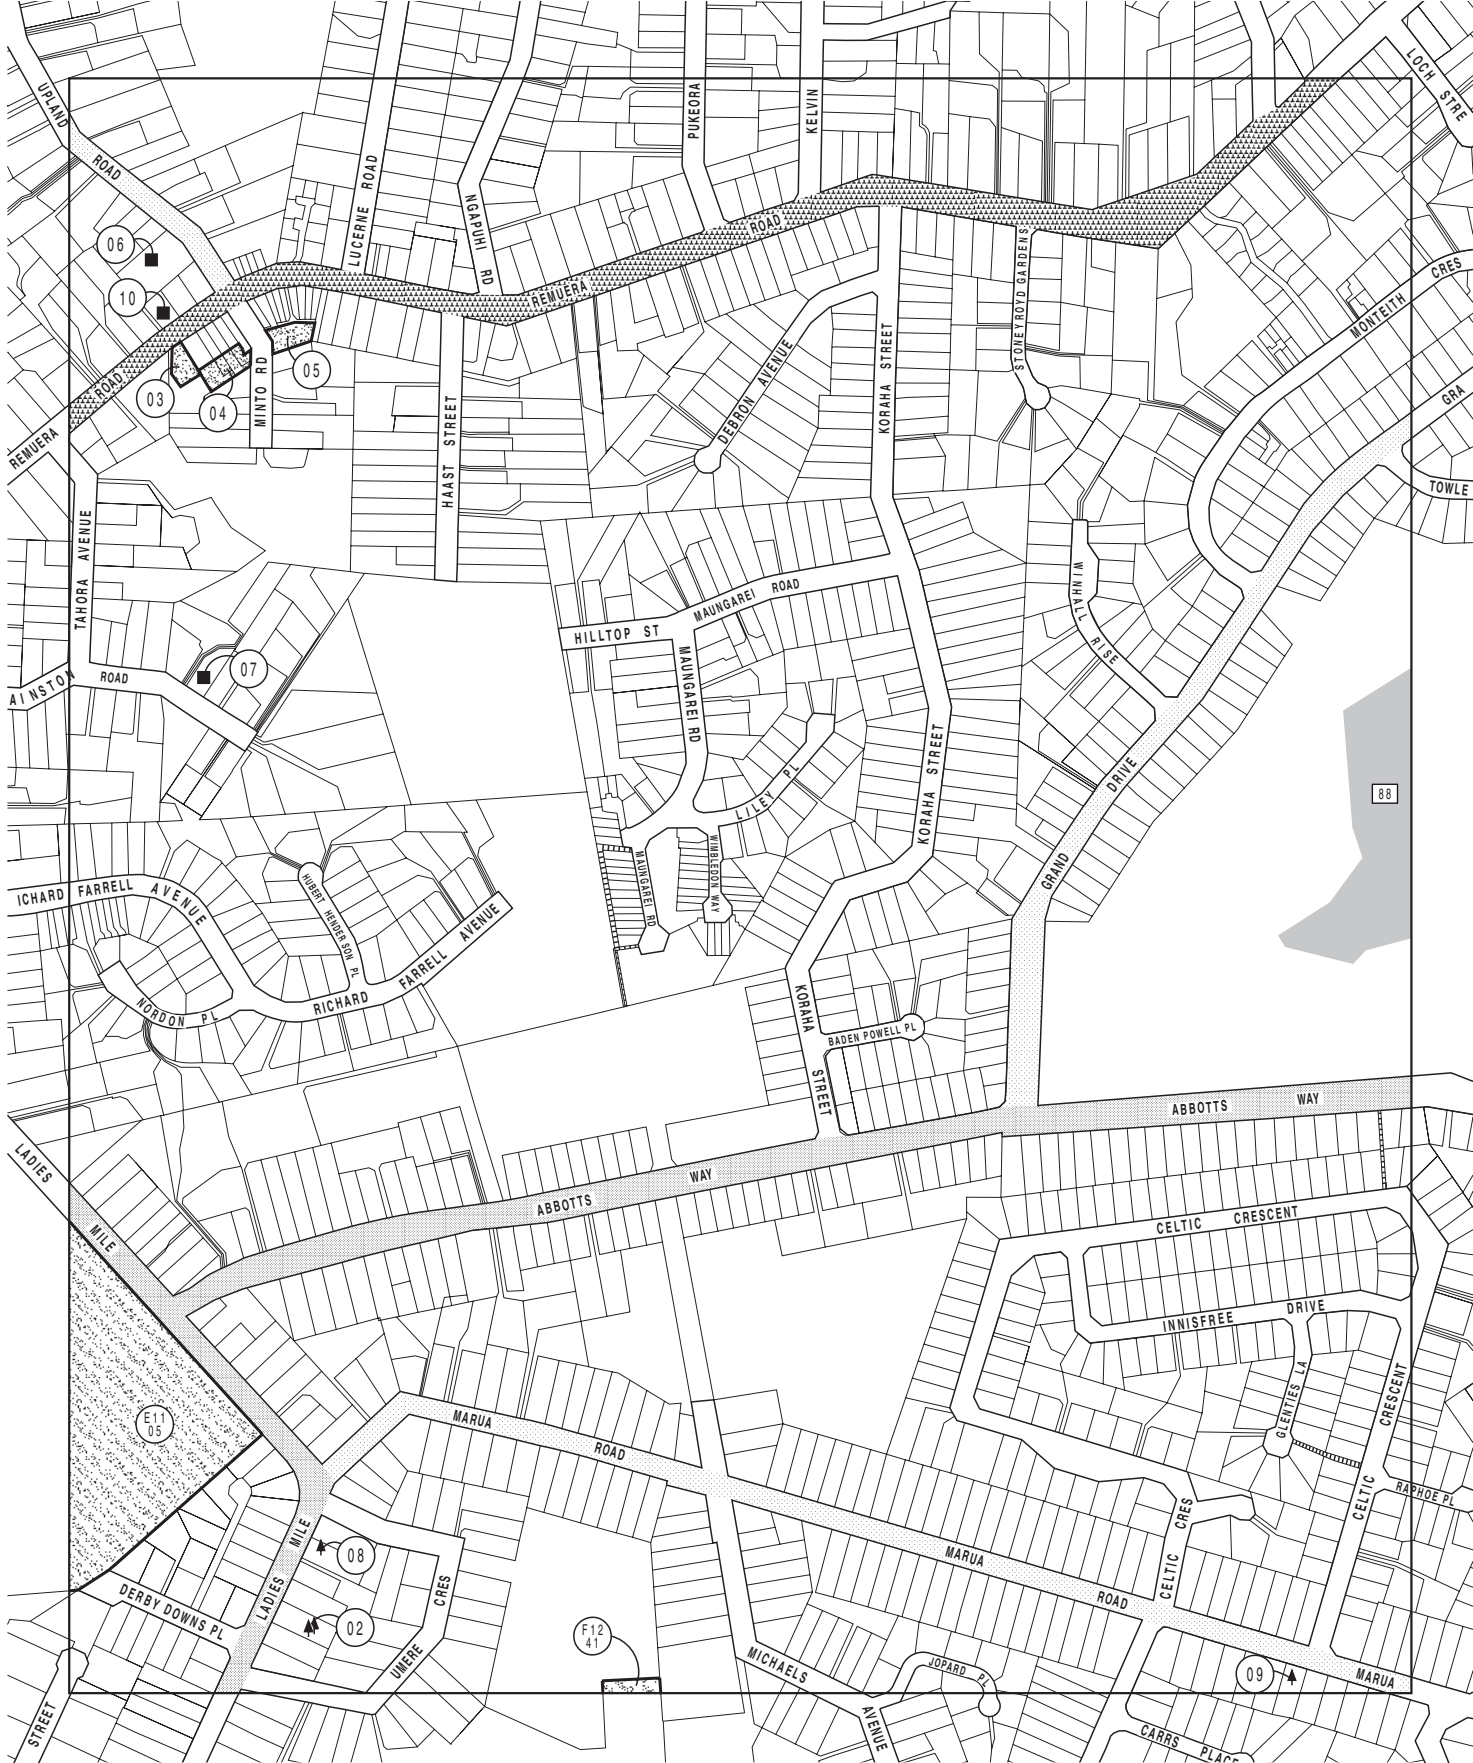 LOCH STRE
UPLAND
ROAD
PUKEORA
KELVIN
LUCERNE ROAD
NGAPUHI RD
REMUERA
ROAD
STONEYROYD GARDENS
MONTEITH
CRES
06
10
03
04
05
MINTO RD
REMUERA
ROAD
HAAST STREET
DEBRON AVENUE
KORAHA STREET
GRA
TOWLE
TAHORA AVENUE
WINHALL RISE
HILLTOP ST
MAUNGAREI ROAD
MAUNGAREI RD
AINSTON
ROAD
07
KORAHA STREET
LILEY PL
WIMBLEDON WAY
MAUNGAREI RD
GRAND
DRIVE
88
ICHARD FARRELL AVENUE
HUBERT HENDERSON PL
NORDON PL
RICHARD
FARRELL AVENUE
KORAHA
STREET
BADEN POWELL PL
ABBOTTS WAY
LADIES
MILE
ABBOTTS
WAY
CELTIC CRESCENT
INNISFREE DRIVE
GLENTIES LA
CELTIC
CRESCENT
RAPHOE PL
E11
05
MARUA
ROAD
CELTIC CRES
MARUA
ROAD
MARUA
LADIES MILE
08
02
DERBY DOWNS PL
UMERE
CRES
STREET
F12
41
MICHAELS
AVENUE
JOPARD PL
09
CARRS PLACE